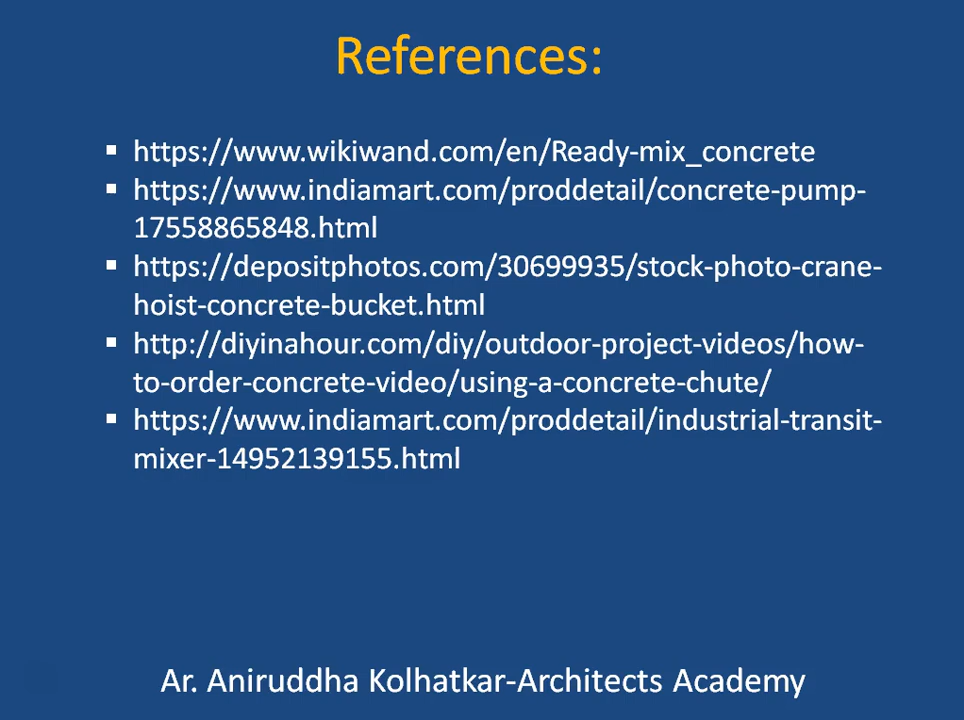 References:
▪ https://www.wikiwand.com/en/Ready-mix_concrete
▪ https://www.indiamart.com/proddetail/concrete-pump-
17558865848.html
▪ https://depositphotos.com/30699935/stock-photo-crane-
hoist-concrete-bucket.html
▪ http://diyinahour.com/diy/outdoor-project-videos/how-
to-order-concrete-video/using-a-concrete-chute/
▪ https://www.indiamart.com/proddetail/industrial-transit-
mixer-14952139155.html
Ar. Aniruddha Kolhatkar-Architects Academy